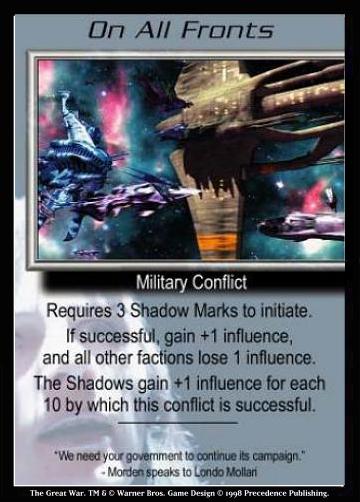 On All Fronts
Military Conflict
Requires 3 Shadow Marks to initiate.
If successful, gain +1 influence,
and all other factions lose 1 influence.
The Shadows gain +1 influence for each
10 by which this conflict is successful.
"We need your government to continue its campaign."
- Morden speaks to Londo Mollari
The Great War. TM & © Warner Bros. Game Design © 1998 Precedence Publishing.